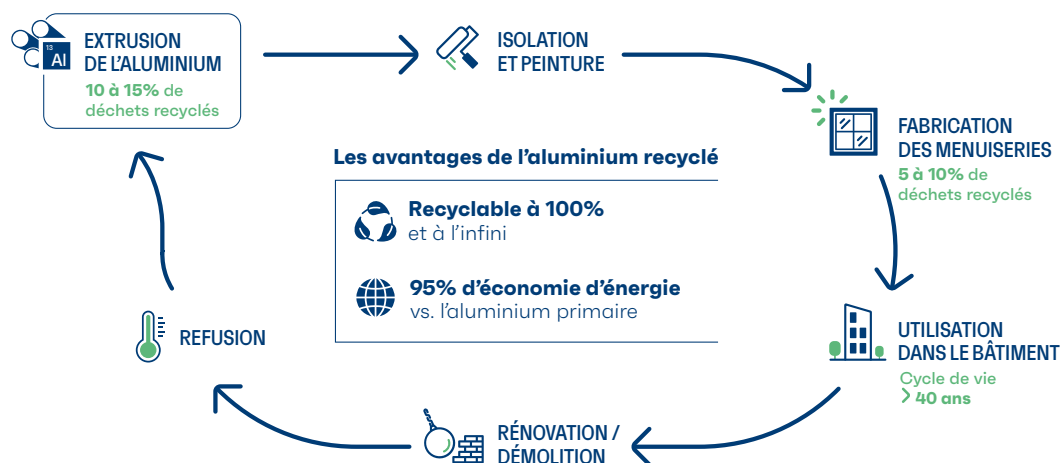 13
Al
EXTRUSION
DE L'ALUMINIUM
10 à 15% de
déchets recyclés
ISOLATION
ET PEINTURE
FABRICATION
DES MENUISERIES
5 à 10% de
déchets recyclés
Les avantages de l'aluminium recyclé
Recyclable à 100%
et à l'infini
95% d'économie d'énergie
vs. l'aluminium primaire
UTILISATION
DANS LE BÂTIMENT
Cycle de vie
> 40 ans
REFUSION
RÉNOVATION /
DÉMOLITION